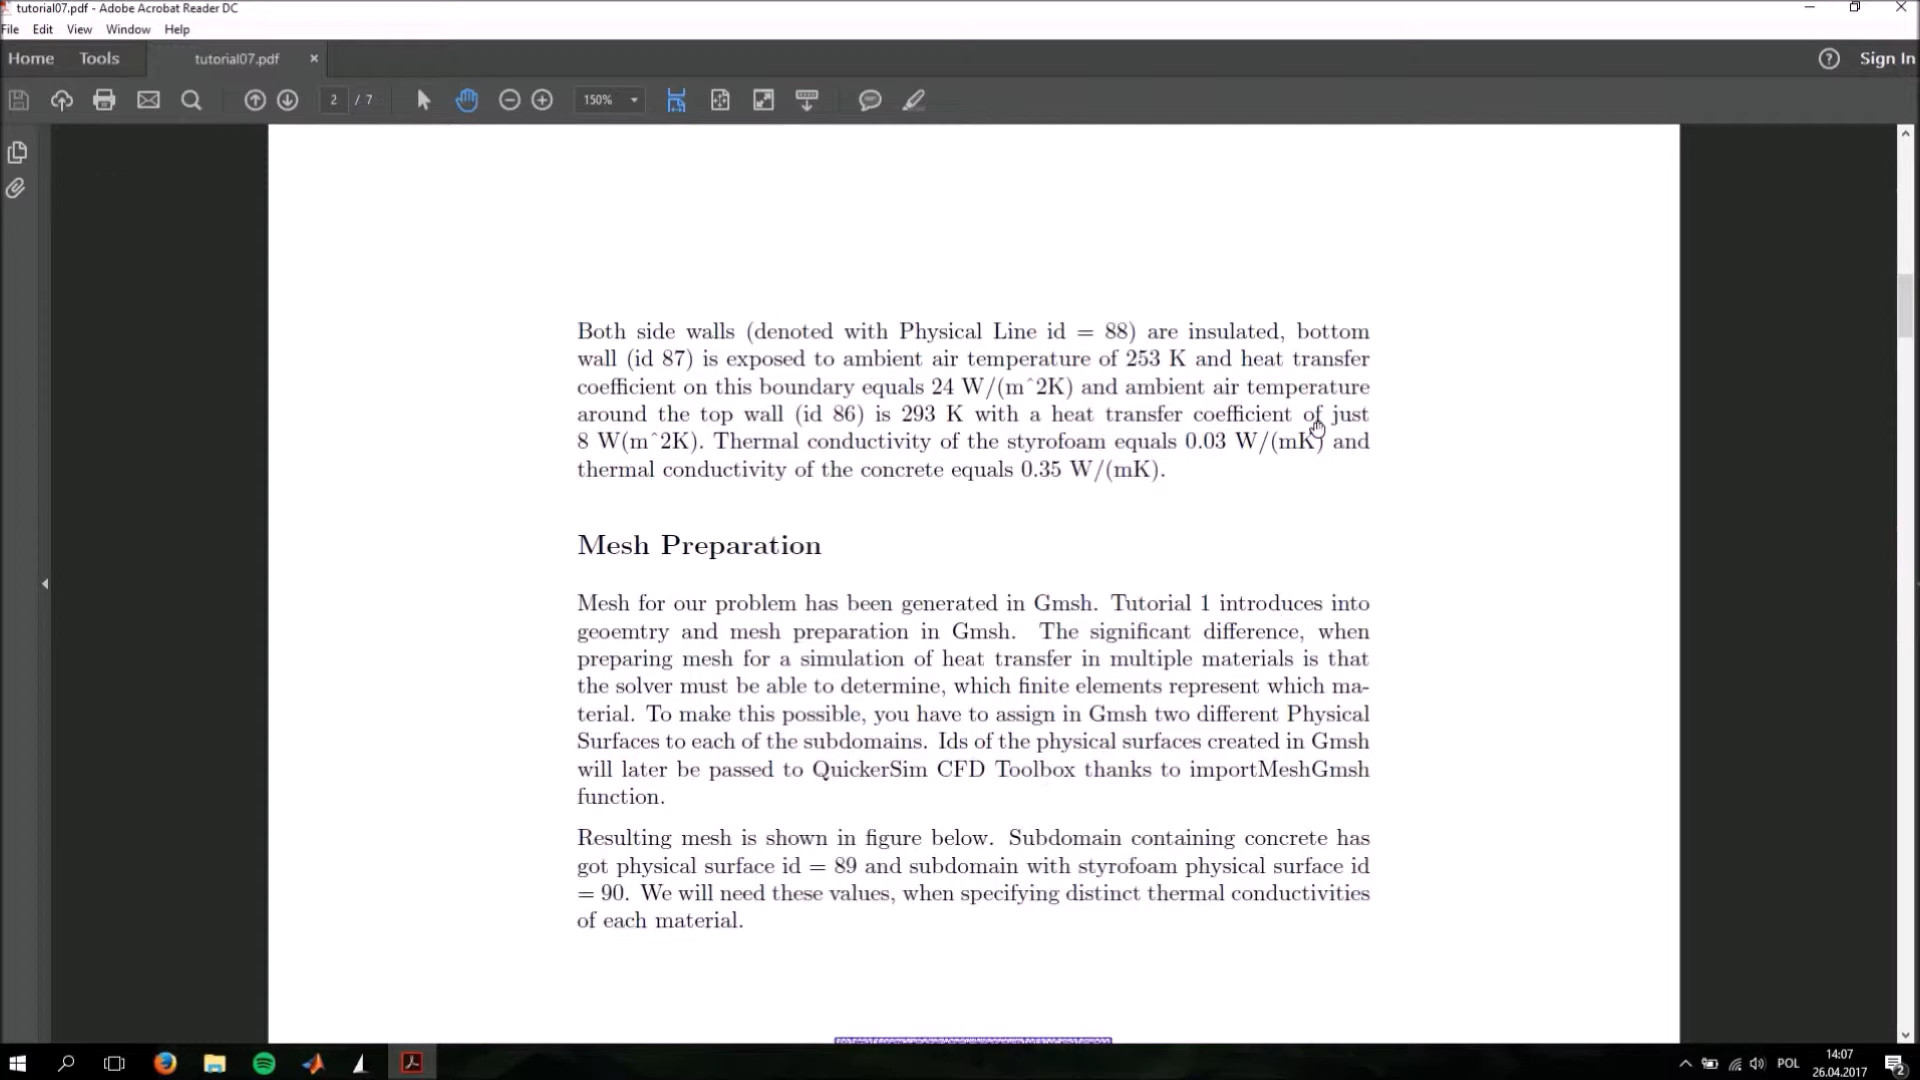 tutorial07.pdf - Adobe Acrobat Reader DC
File Edit View Window Help
Home Tools tutorial07.pdf × ? Sign In
2 / 7 150%
Both side walls (denoted with Physical Line id = 88) are insulated, bottom
wall (id 87) is exposed to ambient air temperature of 253 K and heat transfer
coefficient on this boundary equals 24 W/(m^2K) and ambient air temperature
around the top wall (id 86) is 293 K with a heat transfer coefficient of just
8 W(m^2K). Thermal conductivity of the styrofoam equals 0.03 W/(mK) and
thermal conductivity of the concrete equals 0.35 W/(mK).
Mesh Preparation
Mesh for our problem has been generated in Gmsh. Tutorial 1 introduces into
geoemtry and mesh preparation in Gmsh. The significant difference, when
preparing mesh for a simulation of heat transfer in multiple materials is that
the solver must be able to determine, which finite elements represent which ma-
terial. To make this possible, you have to assign in Gmsh two different Physical
Surfaces to each of the subdomains. Ids of the physical surfaces created in Gmsh
will later be passed to QuickerSim CFD Toolbox thanks to importMeshGmsh
function.
Resulting mesh is shown in figure below. Subdomain containing concrete has
got physical surface id = 89 and subdomain with styrofoam physical surface id
= 90. We will need these values, when specifying distinct thermal conductivities
of each material.
POL
14:07
26.04.2017
2